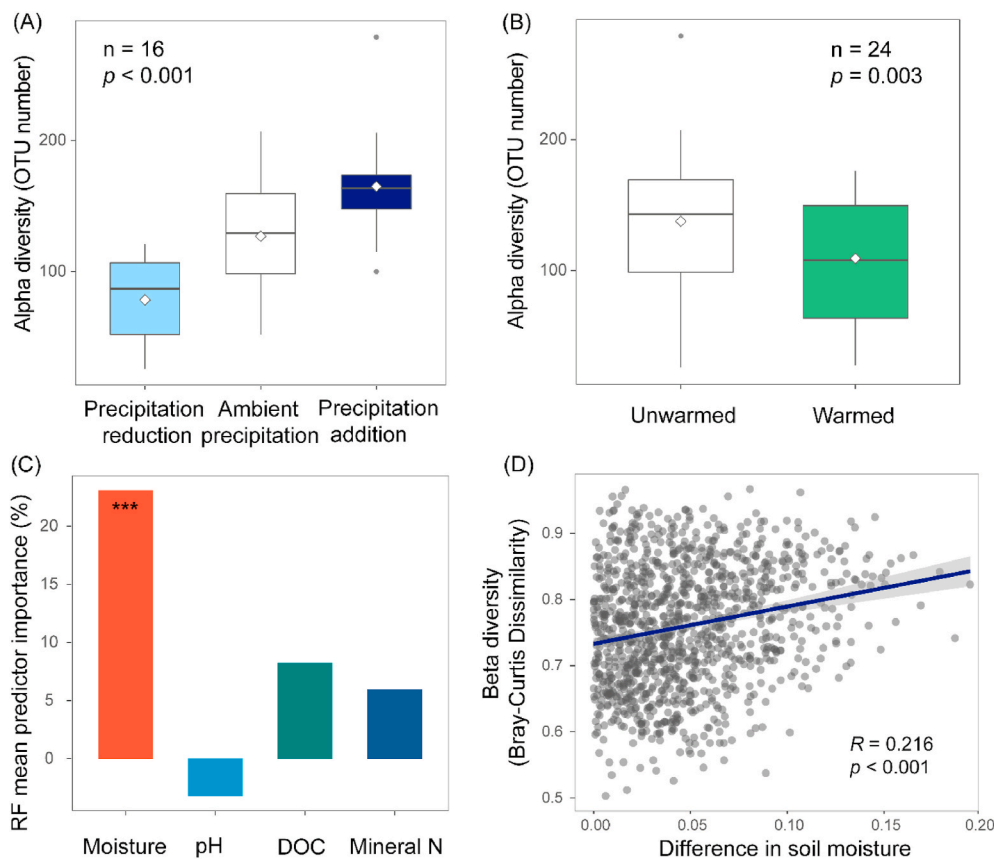 (A)
n = 16
p < 0.001
Alpha diversity (OTU number)
200
100
Precipitation
reduction
Ambient
precipitation
Precipitation
addition
(B)
n = 24
p = 0.003
Alpha diversity (OTU number)
200
100
Unwarmed
Warmed
(C)
RF mean predictor importance (%)
20
15
10
5
0
***
Moisture
pH
DOC
Mineral N
(D)
Beta diversity
(Bray-Curtis Dissimilarity)
0.9
0.8
0.7
0.6
0.5
R = 0.216
p < 0.001
0.00
0.05
0.10
0.15
0.20
Difference in soil moisture